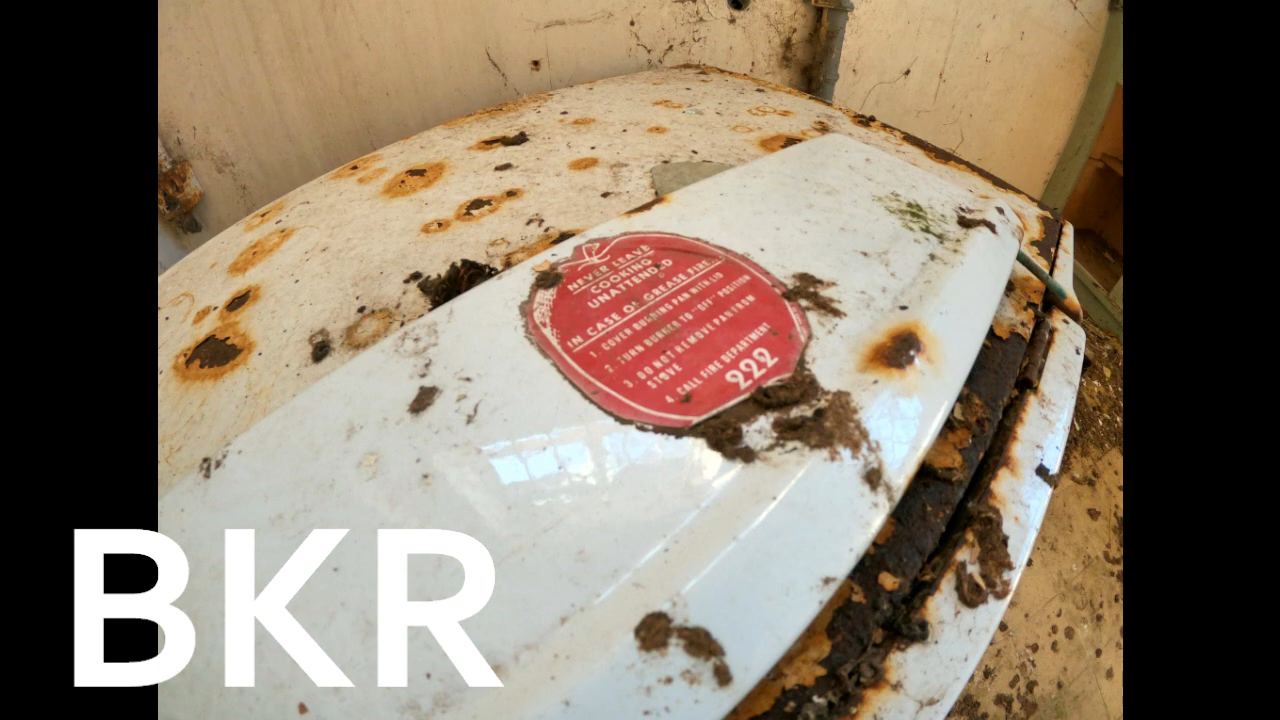 NEVER LEAVE
COOKING
UNATTENDED
IN CASE OF GREASE FIRE
1. COVER BURNING PAN WITH LID
2. TURN BURNER TO "OFF" POSITION
3. DO NOT REMOVE PAN FROM
STOVE
4. CALL FIRE DEPARTMENT
222
BKR